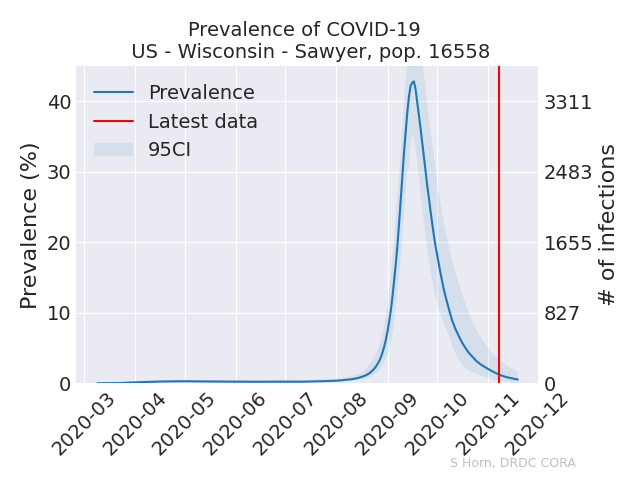 Prevalence of COVID-19
US - Wisconsin - Sawyer, pop. 16558
Prevalence
Latest data
95CI
Prevalence (%)
40
30
20
10
0
3311
2483
1655
827
0
# of infections
2020-03
2020-04
2020-05
2020-06
2020-07
2020-08
2020-09
2020-10
2020-11
2020-12
S Horn, DRDC CORA